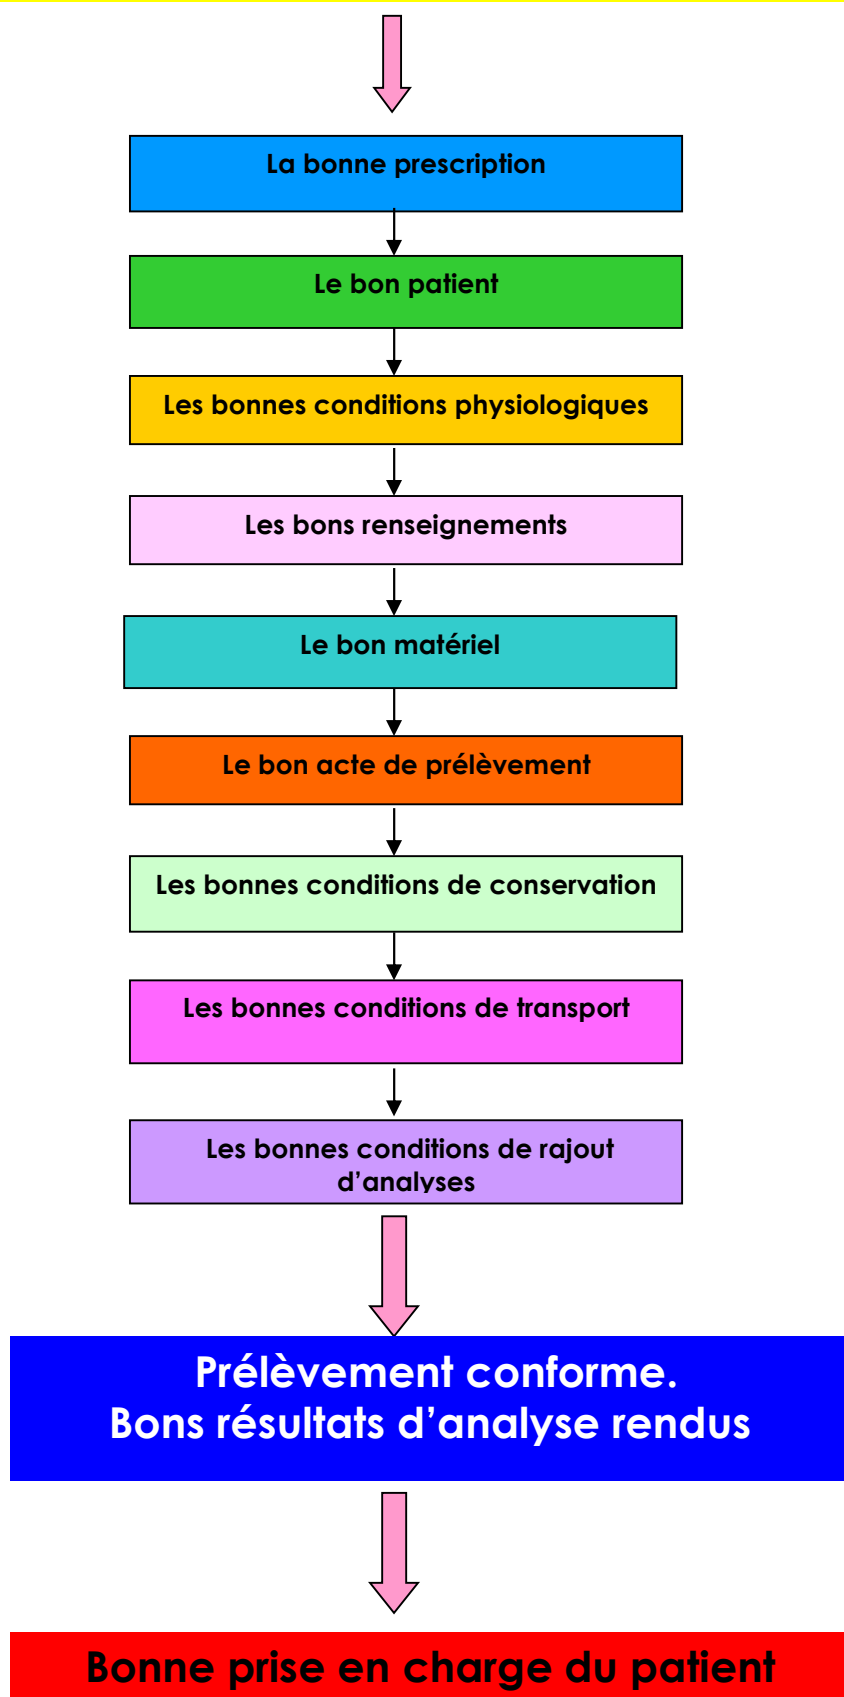 La bonne prescription
Le bon patient
Les bonnes conditions physiologiques
Les bons renseignements
Le bon matériel
Le bon acte de prélèvement
Les bonnes conditions de conservation
Les bonnes conditions de transport
Les bonnes conditions de rajout
d’analyses
Prélèvement conforme.
Bons résultats d’analyse rendus
Bonne prise en charge du patient